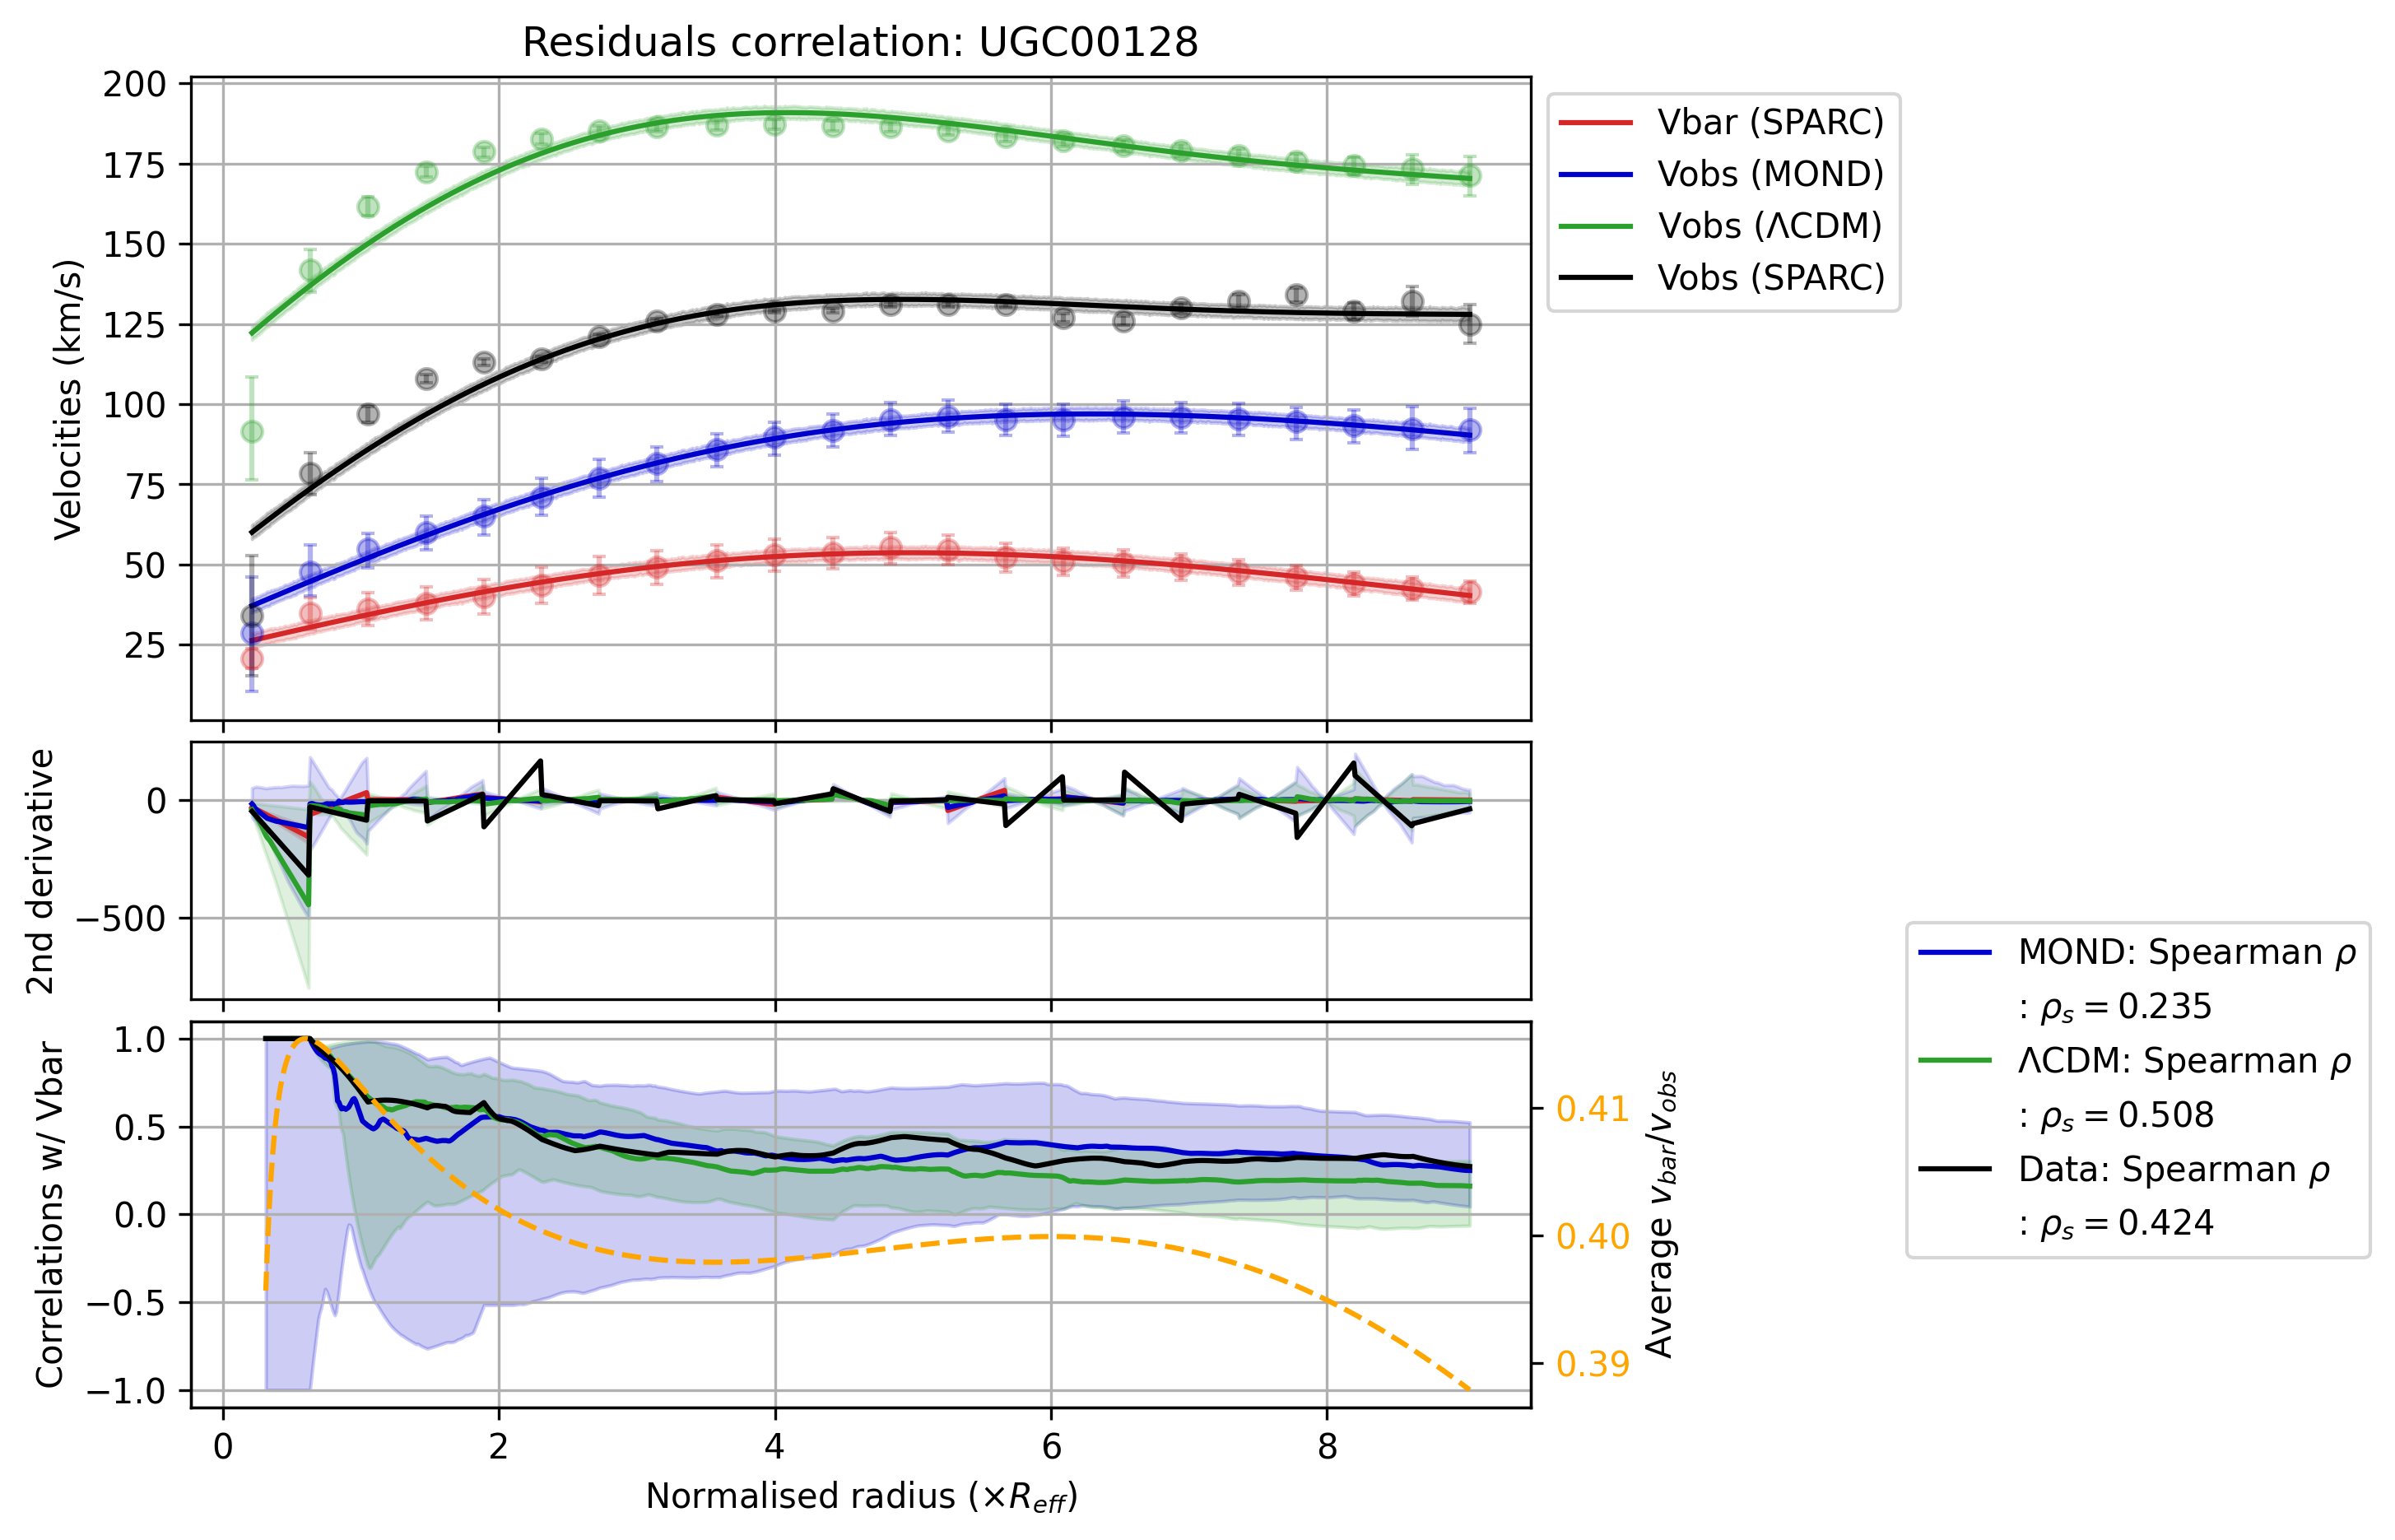 Residuals correlation: UGC00128
200
175
150
125
100
75
50
25
Velocities (km/s)
Vbar (SPARC)
Vobs (MOND)
Vobs (ΛCDM)
Vobs (SPARC)
0
−500
2nd derivative
1.0
0.5
0.0
−0.5
−1.0
Correlations w/ Vbar
0.41
0.40
0.39
Average v_bar/v_obs
MOND: Spearman ρ
: ρ_s = 0.235
ΛCDM: Spearman ρ
: ρ_s = 0.508
Data: Spearman ρ
: ρ_s = 0.424
0 2 4 6 8
Normalised radius (×R_eff)